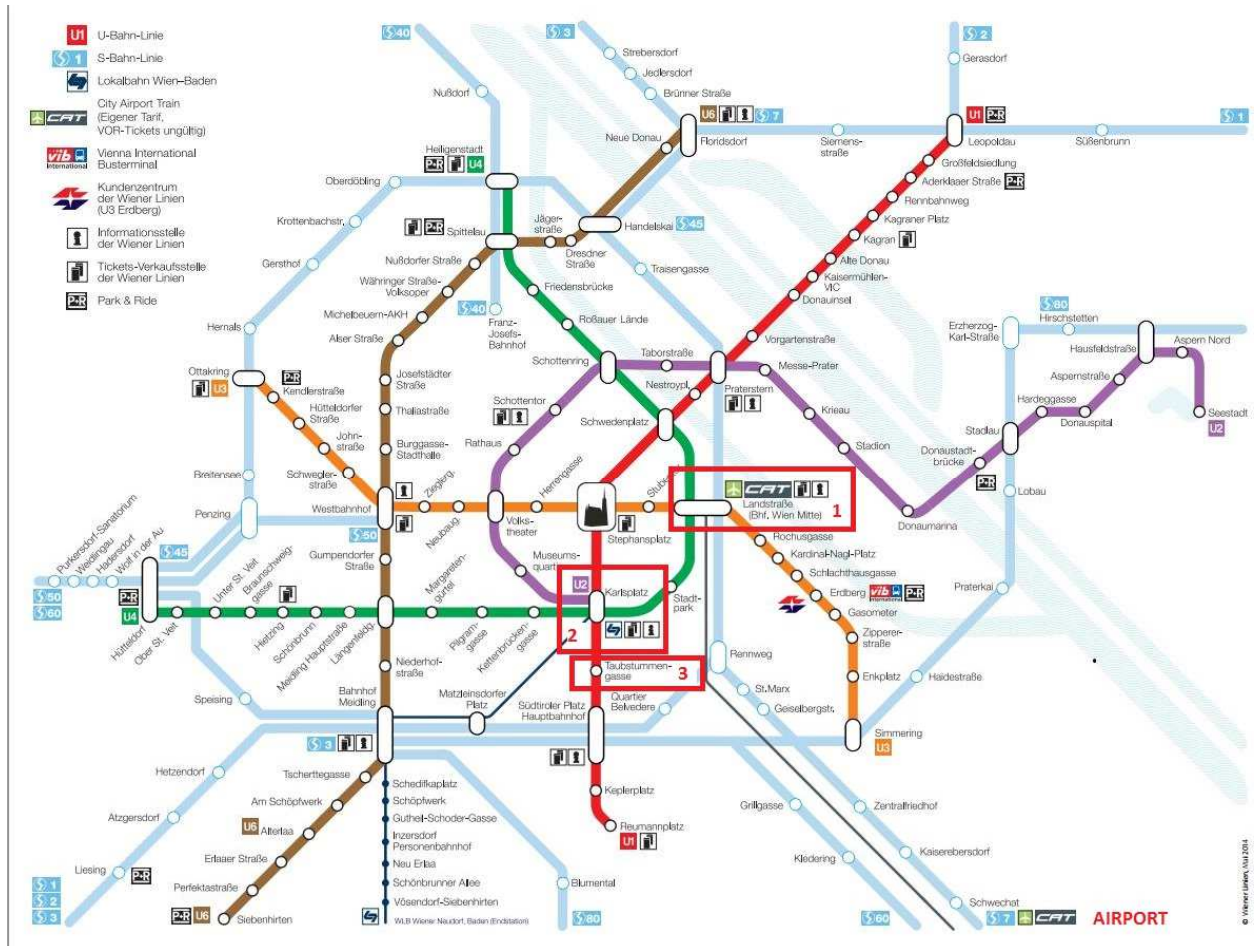 U1 U-Bahn-Linie
S 1 S-Bahn-Linie
Lokalbahn Wien–Baden
CAT City Airport Train
(Eigener Tarif,
VOR-Tickets ungültig)
vib International Vienna International
Busterminal
Kundenzentrum
der Wiener Linien
(U3 Erdberg)
Informationsstelle
der Wiener Linien
Tickets-Verkaufsstelle
der Wiener Linien
P+R Park & Ride
S 40
S 3
S 2
Strebersdorf
Jedlersdorf
Brünner Straße
Gerasdorf
Nußdorf
U6
S 7
U1 P+R
S 1
Neue Donau
Floridsdorf
Siemens-
straße
Leopoldau
Süßenbrunn
Heiligenstadt
P+R U4
Großfeldsiedlung
Aderklaaer Straße P+R
Rennbahnweg
Kagraner Platz
Kagran
Alte Donau
Kaisermühlen-
VIC
Donauinsel
Vorgartenstraße
Oberdöbling
Krottenbachstr.
Gersthof
Hernals
P+R
Spittelau
Jäger-
straße
Dresdner
Straße
Handelskai S 45
Traisengasse
Nußdorfer Straße
Währinger Straße-
Volksoper
Michelbeuern-AKH
Alser Straße
S 40
Franz-
Josefs-
Bahnhof
Friedensbrücke
Roßauer Lände
Schottenring
Taborstraße
Nestroypl.
Praterstern
Messe-Prater
Krieau
Stadion
Donaumarina
Donaustadt-
brücke
P+R
Stadlau
Hardeggasse
Donauspital
Aspernstraße
Hausfeldstraße
Aspern Nord
Seestadt
U2
S 60
Hirschstetten
Erzherzog-
Karl-Straße
Lobau
Ottakring
U3
P+R
Kendlerstraße
Hütteldorfer
Straße
John-
straße
Schwegler-
straße
Westbahnhof
S 50
Josefstädter
Straße
Thaliastraße
Burggasse-
Stadthalle
Schottentor
Rathaus
Schwedenplatz
Zieglerg.
Neubaug.
Volks-
theater
Herrengasse
Stephansplatz
CAT
Landstraße
(Bhf. Wien Mitte)
1
Rochusgasse
Kardinal-Nagl-Platz
Schlachthausgasse
Erdberg vib International P+R
Gasometer
Zipperer-
straße
Enkplatz
Simmering
U3
Praterkai
Haidestraße
Breitensee
Penzing
Purkersdorf-Sanatorium
Weidlingau
Hadersdorf
Wolf in der Au
S 45
S 50
S 60
P+R
U4
Hütteldorf
Ober St. Veit
Unter St. Veit
Braunschweig-
gasse
Hietzing
Schönbrunn
Meidling Hauptstraße
Längenfeldg.
Margareten-
gürtel
Pilgram-
gasse
Kettenbrücken-
gasse
Gumpendorfer
Straße
Museums-
quartier
U2
Karlsplatz
2
Stadt-
park
Taubstummen-
gasse
3
Rennweg
St.Marx
Geiselbergstr.
Quartier
Belvedere
Südtiroler Platz
Hauptbahnhof
Matzleinsdorfer
Platz
Niederhof-
straße
Bahnhof
Meidling
S 3
Speising
Hetzendorf
Atzgersdorf
Liesing P+R
S 1
S 2
S 3
Tscherttegasse
Am Schöpfwerk
U6 Alterlaa
Erlaaer Straße
Perfektastraße
P+R U6
Siebenhirten
Schedifkaplatz
Schöpfwerk
Guthel-Schoder-Gasse
Inzersdorf
Personenbahnhof
Neu Erlaa
Schönbrunner Allee
Vösendorf-Siebenhirten
WLB Wiener Neudorf, Baden (Endstation)
Blumental
S 80
Keplerplatz
Reumannplatz
U1
Grillgasse
Kledering
S 60
Zentralfriedhof
Kaiserebersdorf
Schwechat
S 7 CAT AIRPORT
© Wiener Linien, Mai 2014